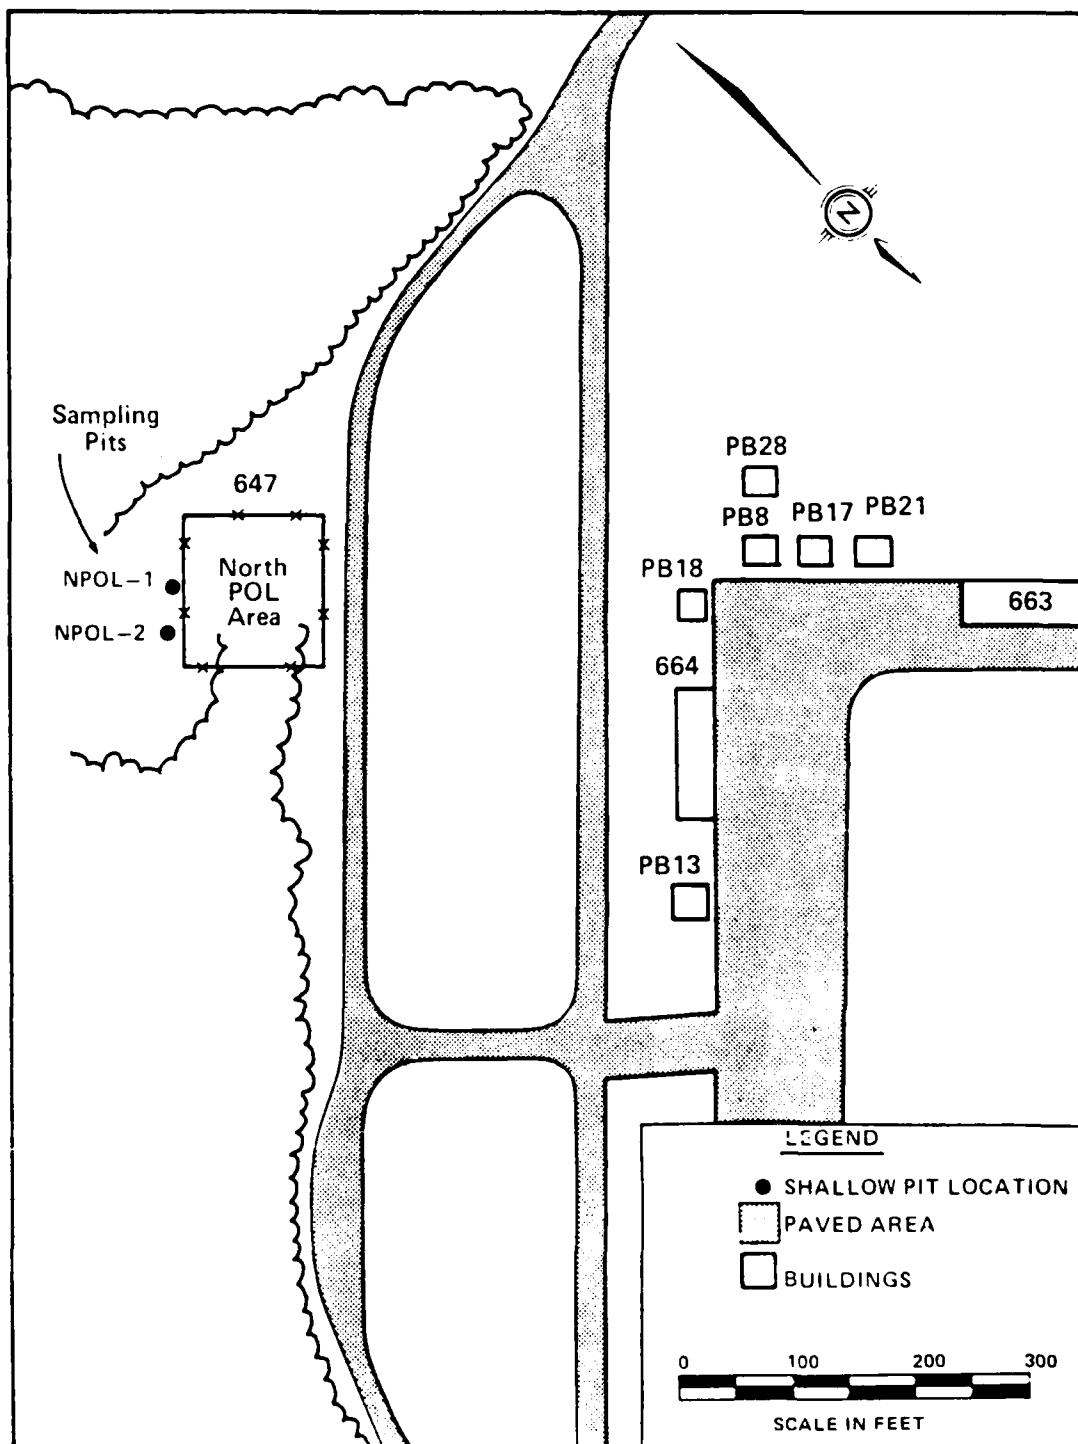 N
Sampling
Pits
647
PB28
PB8 PB17 PB21
NPOL-1
North
POL
Area
PB18
663
NPOL-2
664
PB13
LEGEND
SHALLOW PIT LOCATION
PAVED AREA
BUILDINGS
0 100 200 300
SCALE IN FEET